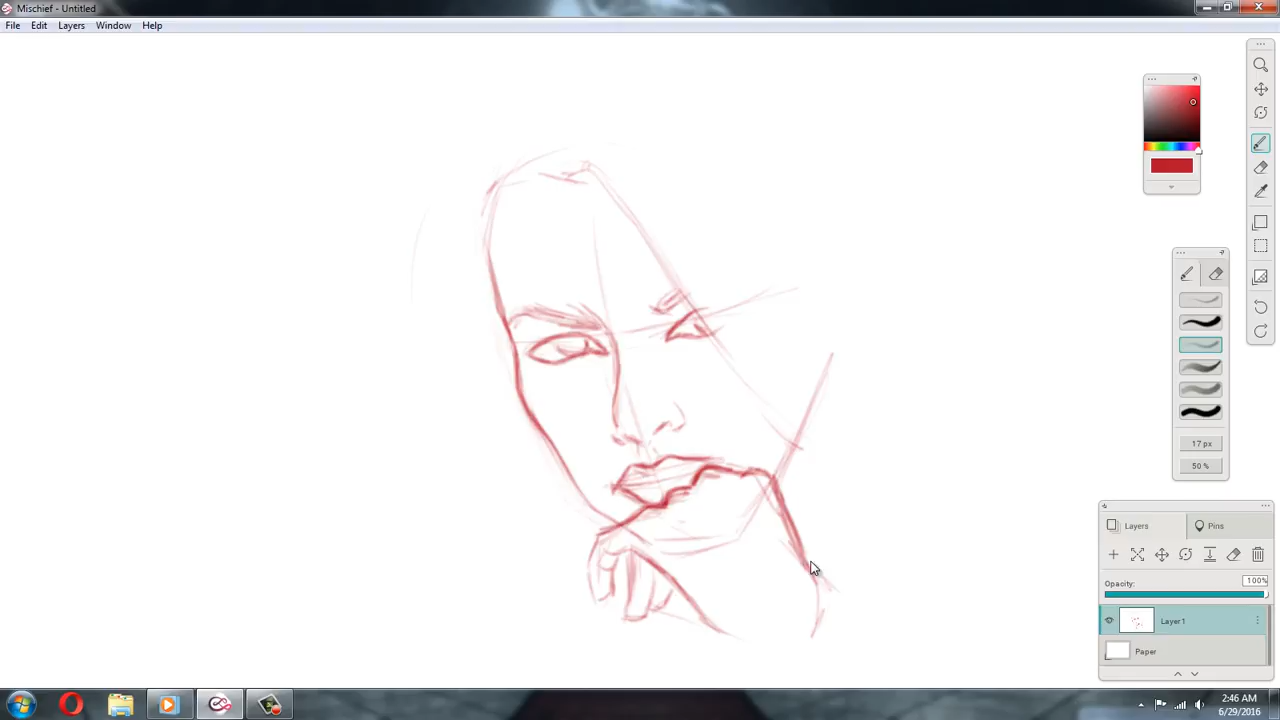 Mischief - Untitled
File Edit Layers Window Help
17 px
50 %
Layers Pins
Opacity: 100%
Layer1
Paper
2:46 AM
6/29/2016